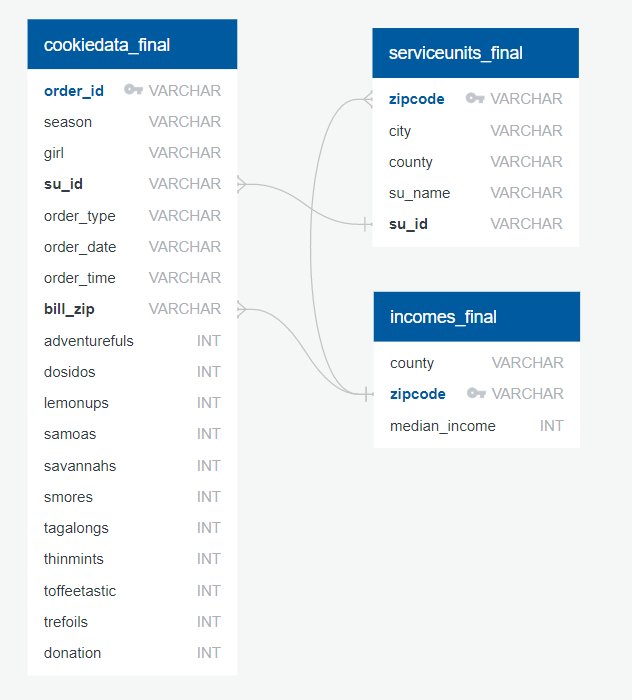 cookiedata_final
order_id VARCHAR
season VARCHAR
girl VARCHAR
su_id VARCHAR
order_type VARCHAR
order_date VARCHAR
order_time VARCHAR
bill_zip VARCHAR
adventurefuls INT
dosidos INT
lemonups INT
samoas INT
savannahs INT
smores INT
tagalongs INT
thinmints INT
toffeetastic INT
trefoils INT
donation INT
serviceunits_final
zipcode VARCHAR
city VARCHAR
county VARCHAR
su_name VARCHAR
su_id VARCHAR
incomes_final
county VARCHAR
zipcode VARCHAR
median_income INT